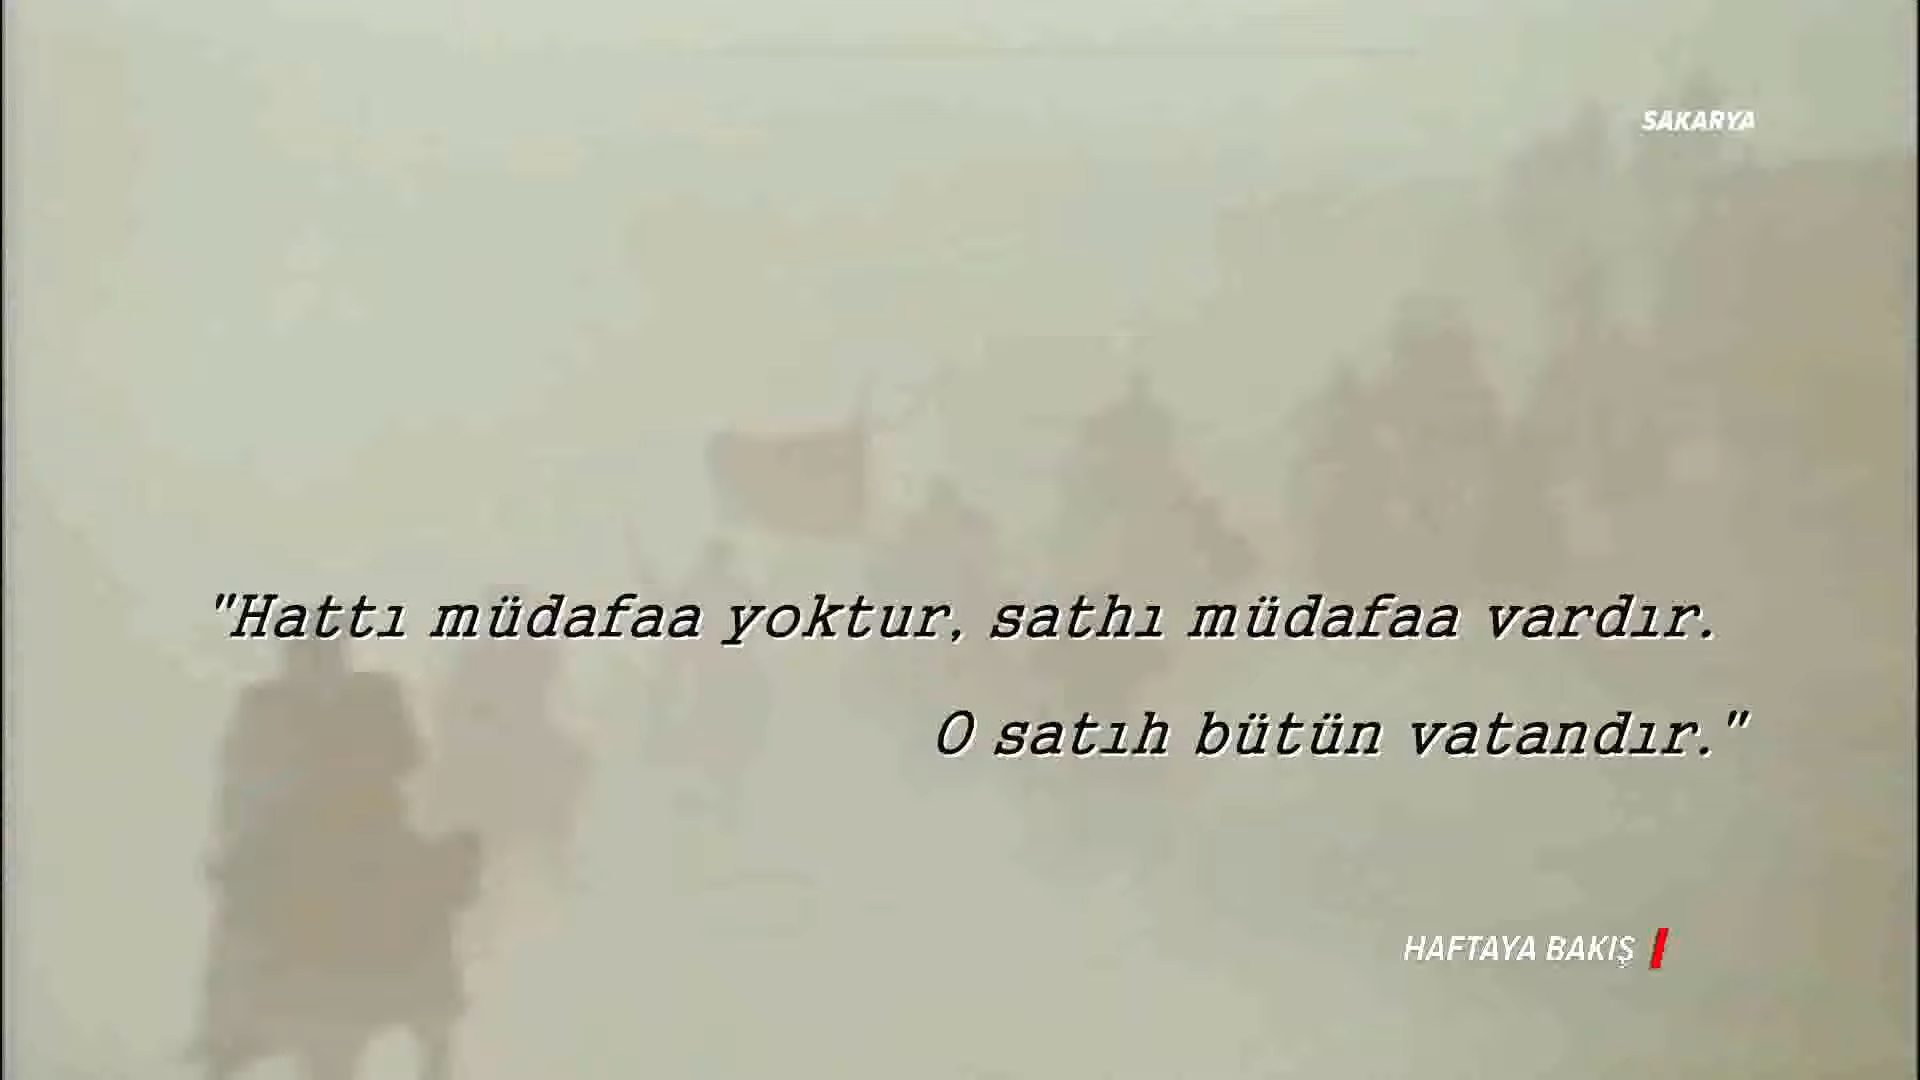 SAKARYA
"Hattı müdafaa yoktur, sathı müdafaa vardır.
O satıh bütün vatandır."
HAFTAYA BAKIŞ